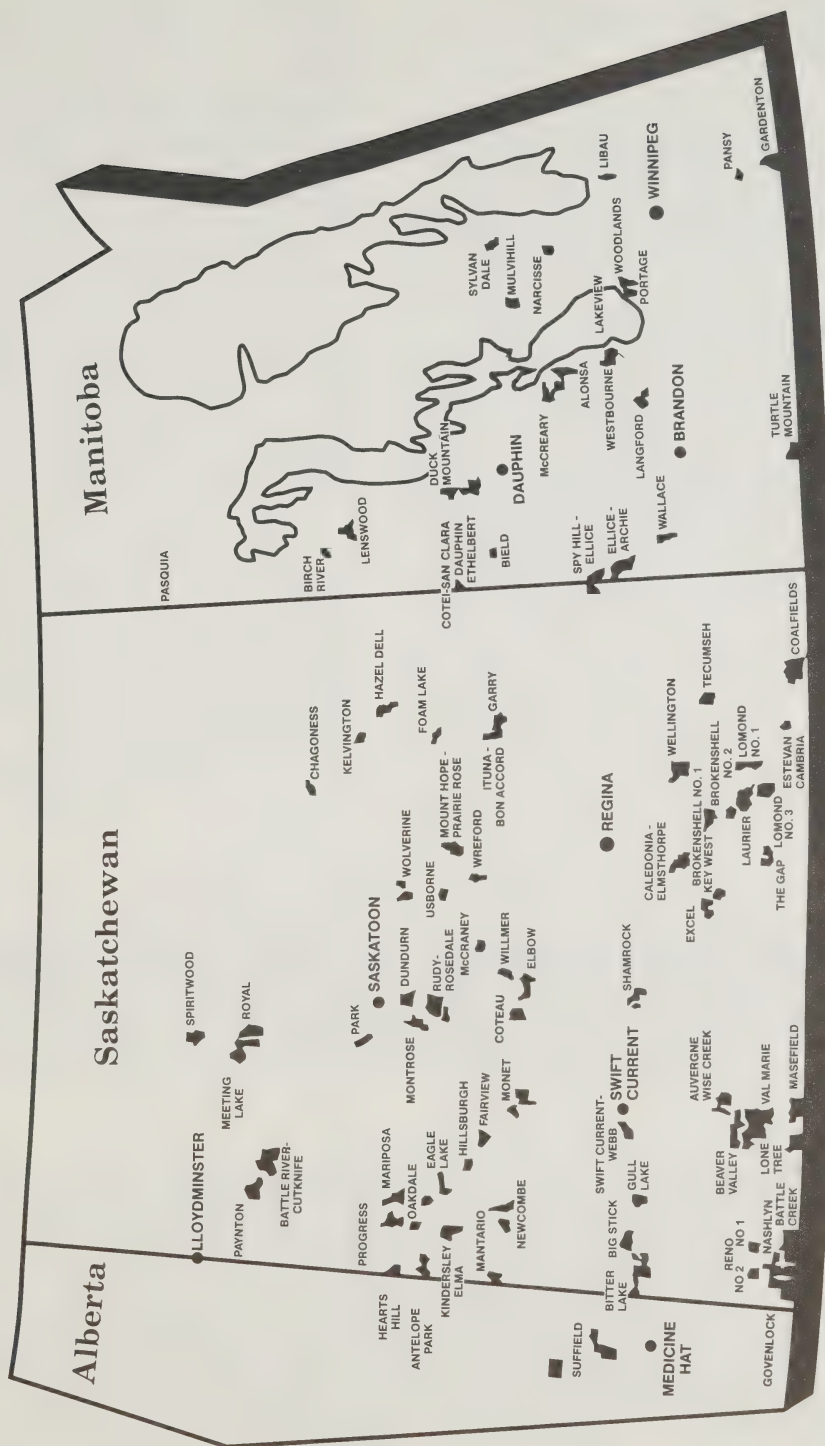 Alberta
Saskatchewan
Manitoba
LLOYDMINSTER
PAYNTON
BATTLE RIVER-
CUTKNIFE
MEETING
LAKE
ROYAL
SPIRITWOOD
HEARTS
HILL
ANTELOPE
PARK
PROGRESS
MARIPOSA
OAKDALE
EAGLE
LAKE
KINDERSLEY
ELMA
MANTARIO
NEWCOMBE
HILLSBURGH
FAIRVIEW
MONET
PARK
SASKATOON
MONTROSE
DUNDURN
RUDY-
ROSEDALE
McCRANEY
COTEAU
WILLMER
ELBOW
WOLVERINE
USBORNE
MOUNT HOPE -
PRAIRIE ROSE
WREFORD
ITUNA -
BON ACCORD
GARRY
FOAM LAKE
CHAGONESS
KELVINGTON
HAZEL DELL
SUFFIELD
MEDICINE
HAT
GOVENLOCK
BITTER
LAKE
BIG STICK
GULL
LAKE
SWIFT CURRENT-
WEBB
SWIFT
CURRENT
SHAMROCK
RENO
NO. 2
NO. 1
NASHLYN
BATTLE
CREEK
BEAVER
VALLEY
LONE
TREE
AUVERGNE
WISE CREEK
VAL MARIE
MASEFIELD
REGINA
CALEDONIA -
ELMSTHORPE
EXCEL
BROKENSHELL NO. 1
KEY WEST
BROKENSHELL
NO. 2
LAURIER
THE GAP
LOMOND
NO. 3
LOMOND
NO. 1
WELLINGTON
TECUMSEH
ESTEVAN
CAMBRIA
COALFIELDS
PASQUIA
BIRCH
RIVER
LENSWOOD
COTEI-SAN CLARA
DAUPHIN
ETHELBERT
DUCK
MOUNTAIN
BIELD
DAUPHIN
SPY HILL -
ELLICE
ELLICE -
ARCHIE
WALLACE
BRANDON
LANGFORD
WESTBOURNE
McCREARY
ALONSA
LAKEVIEW
WOODLANDS
PORTAGE
SYLVAN
DALE
MULVIHILL
NARCISSE
LIBAU
WINNIPEG
PANSY
GARDENTON
TURTLE
MOUNTAIN